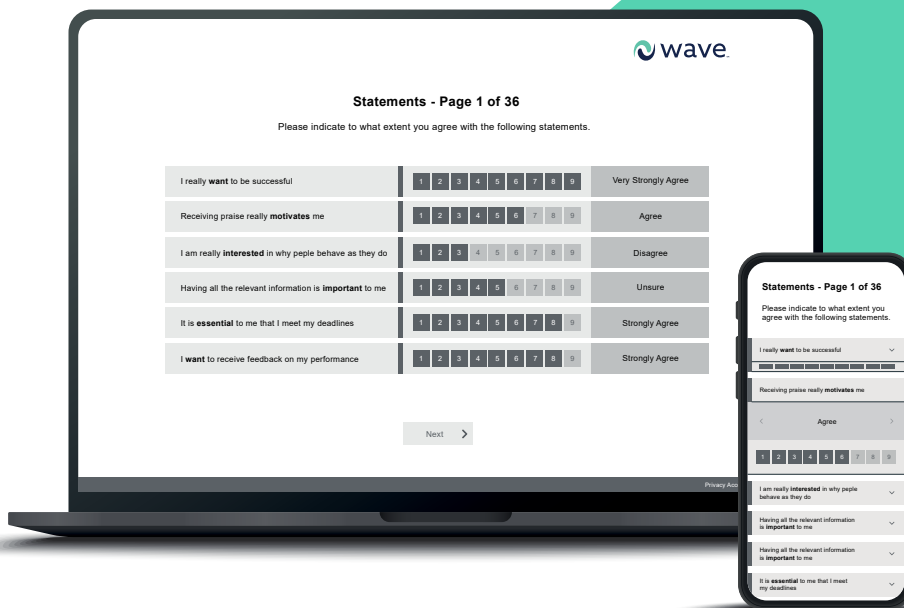 wave
Statements - Page 1 of 36
Please indicate to what extent you agree with the following statements.
I really want to be successful
1 2 3 4 5 6 7 8 9
Very Strongly Agree
Receiving praise really motivates me
1 2 3 4 5 6 7 8 9
Agree
I am really interested in why peple behave as they do
1 2 3 4 5 6 7 8 9
Disagree
Having all the relevant information is important to me
1 2 3 4 5 6 7 8 9
Unsure
It is essential to me that I meet my deadlines
1 2 3 4 5 6 7 8 9
Strongly Agree
I want to receive feedback on my performance
1 2 3 4 5 6 7 8 9
Strongly Agree
Next
Privacy
Statements - Page 1 of 36
Please indicate to what extent you
agree with the following statements.
I really want to be successful
Receiving praise really motivates me
Agree
1 2 3 4 5 6 7 8 9
I am really interested in why peple
behave as they do
Having all the relevant information
is important to me
Having all the relevant information
is important to me
It is essential to me that I meet
my deadlines